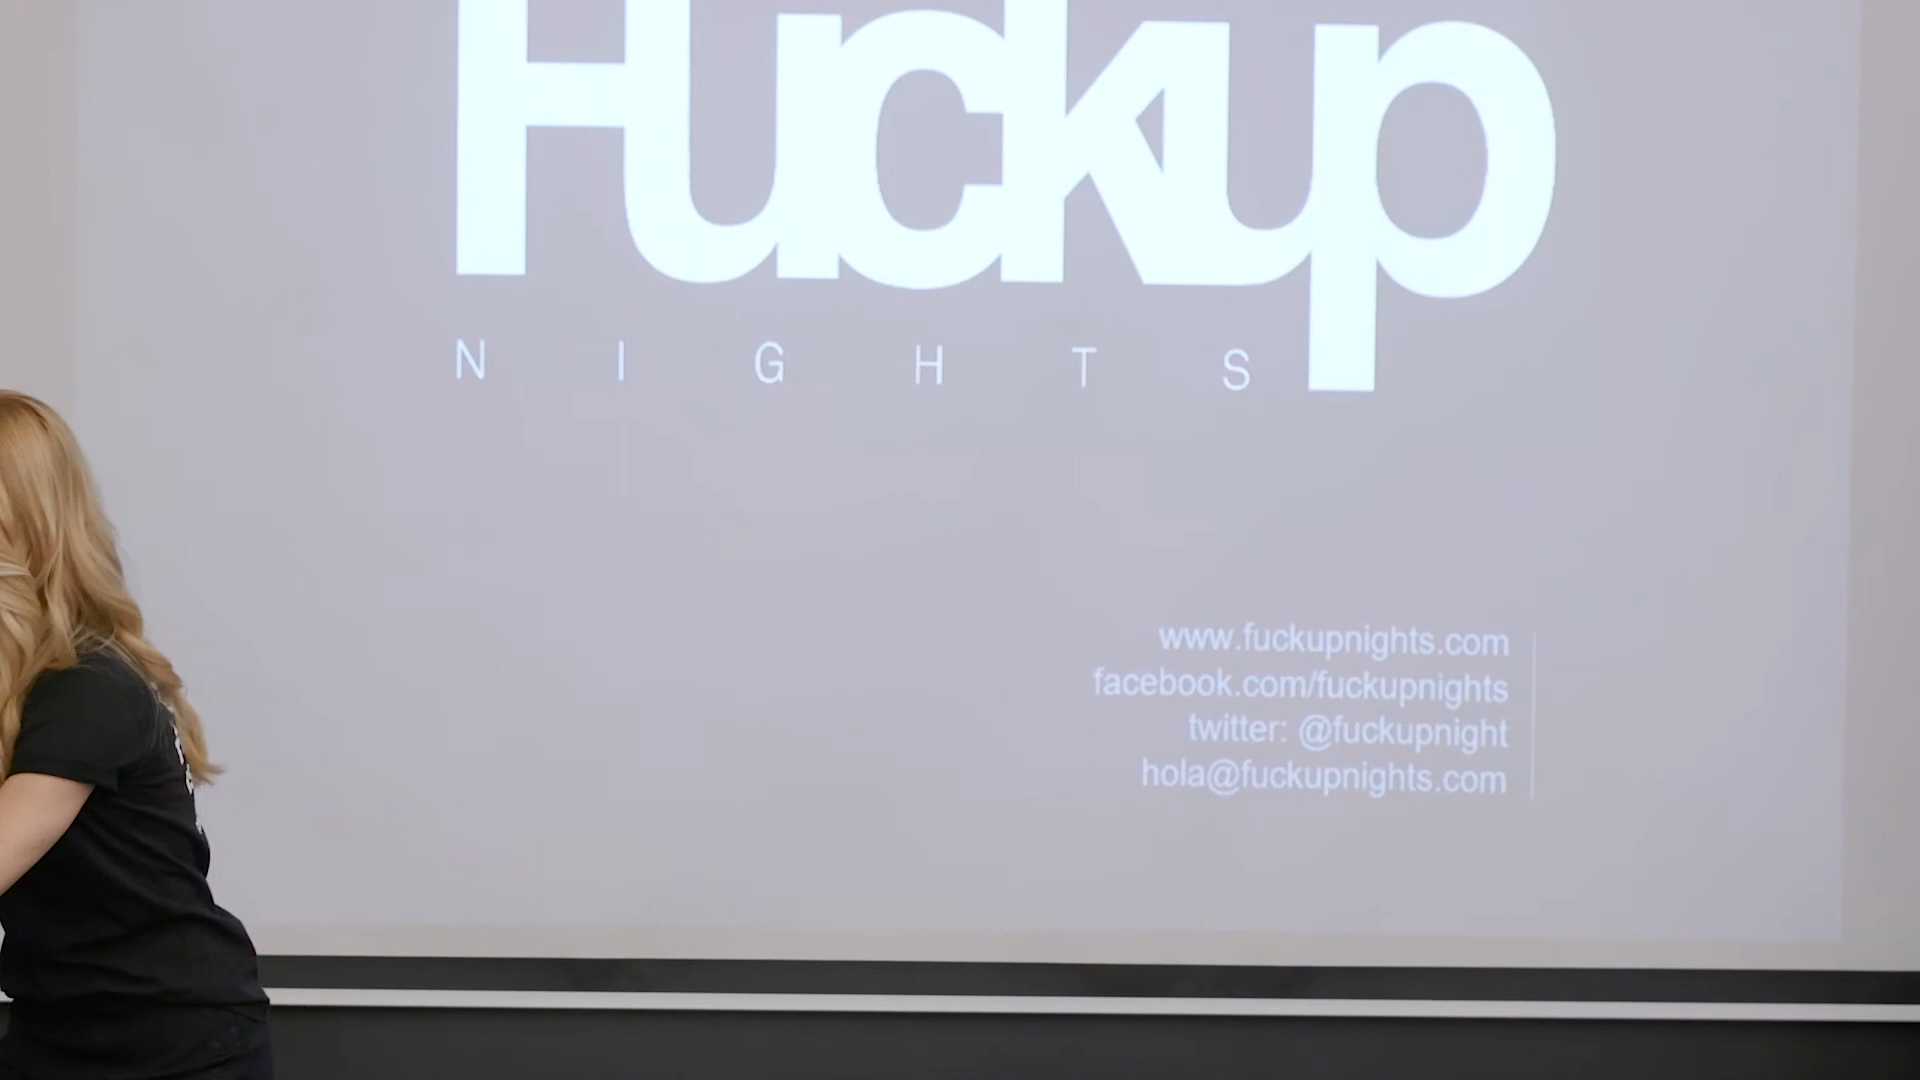 Fuckup
NIGHTS
www.fuckupnights.com
facebook.com/fuckupnights
twitter: @fuckupnight
hola@fuckupnights.com